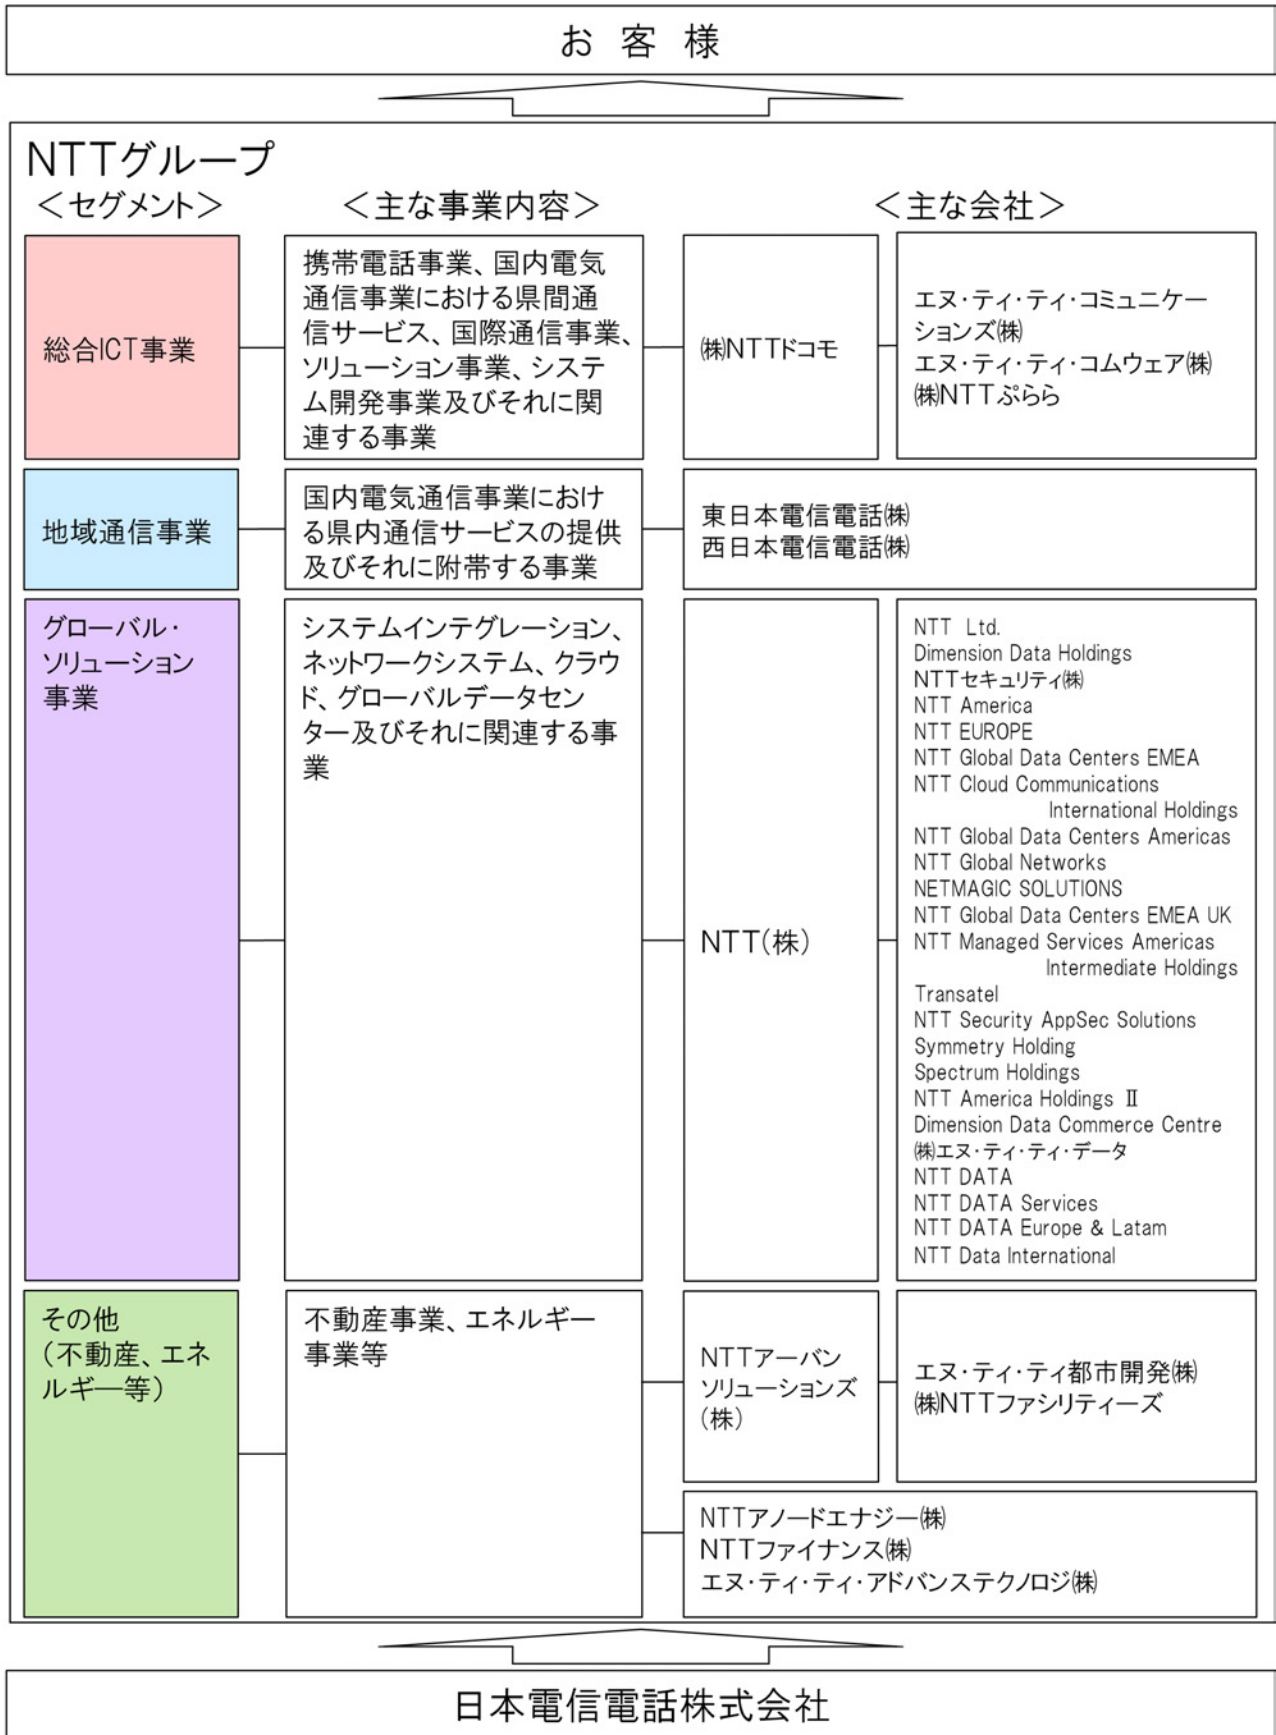 お 客 様
NTTグループ
＜セグメント＞
＜主な事業内容＞
＜主な会社＞
総合ICT事業
携帯電話事業、国内電気
通信事業における県間通
信サービス、国際通信事業、
ソリューション事業、システ
ム開発事業及びそれに関
連する事業
㈱NTTドコモ
エヌ・ティ・ティ・コミュニケー
ションズ㈱
エヌ・ティ・ティ・コムウェア㈱
㈱NTTぷらら
地域通信事業
国内電気通信事業におけ
る県内通信サービスの提供
及びそれに附帯する事業
東日本電信電話㈱
西日本電信電話㈱
グローバル・
ソリューション
事業
システムインテグレーション、
ネットワークシステム、クラウ
ド、グローバルデータセン
ター及びそれに関連する事
業
NTT(株)
NTT Ltd.
Dimension Data Holdings
NTTセキュリティ㈱
NTT America
NTT EUROPE
NTT Global Data Centers EMEA
NTT Cloud Communications
International Holdings
NTT Global Data Centers Americas
NTT Global Networks
NETMAGIC SOLUTIONS
NTT Global Data Centers EMEA UK
NTT Managed Services Americas
Intermediate Holdings
Transatel
NTT Security AppSec Solutions
Symmetry Holding
Spectrum Holdings
NTT America Holdings Ⅱ
Dimension Data Commerce Centre
㈱エヌ・ティ・ティ・データ
NTT DATA
NTT DATA Services
NTT DATA Europe & Latam
NTT Data International
その他
（不動産、エネ
ルギー等）
不動産事業、エネルギー
事業等
NTTアーバン
ソリューションズ
(株)
エヌ・ティ・ティ都市開発㈱
㈱NTTファシリティーズ
NTTアノードエナジー㈱
NTTファイナンス㈱
エヌ・ティ・ティ・アドバンステクノロジ㈱
日本電信電話株式会社